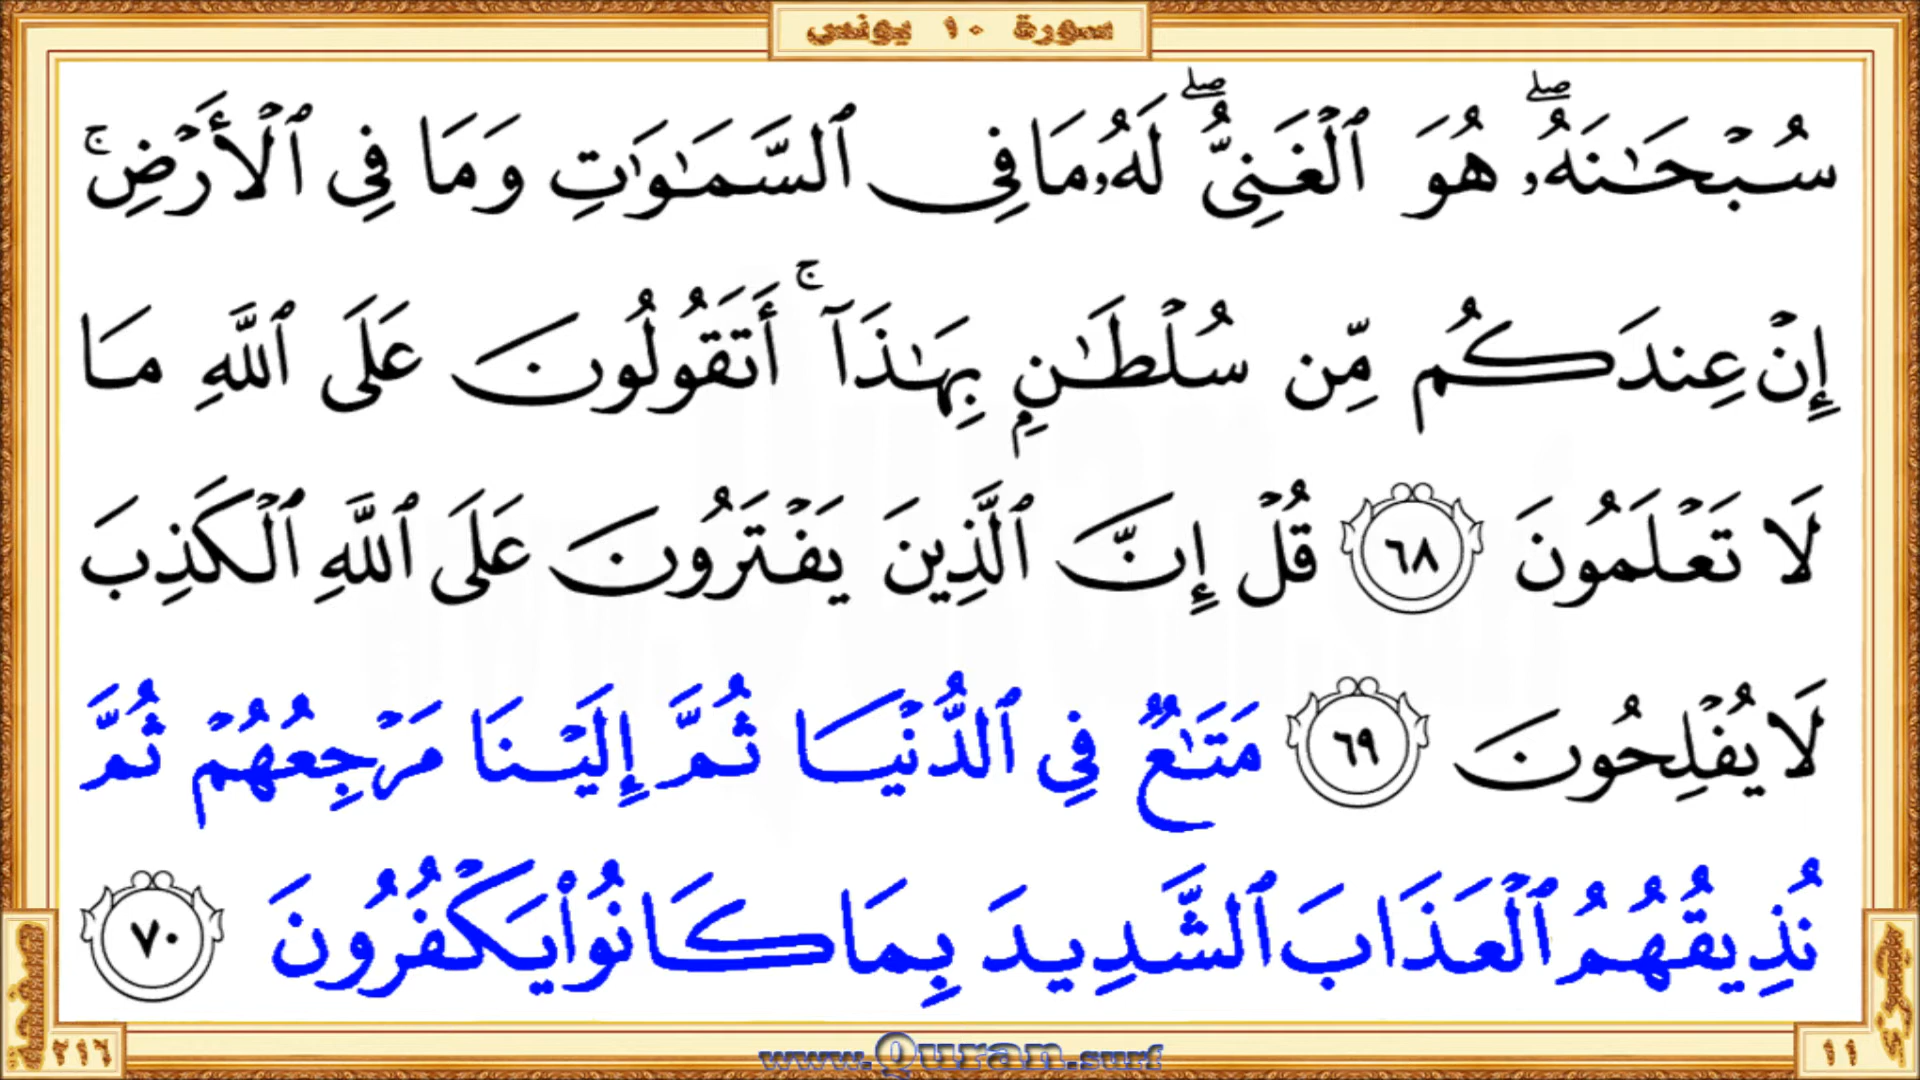 سورة ١٠ يونس
سُبْحَـٰنَهُۥ ۖ هُوَ ٱلْغَنِىُّ ۖ لَهُۥ مَا فِى ٱلسَّمَـٰوَٰتِ وَمَا فِى ٱلْأَرْضِ ۚ
إِنْ عِندَكُم مِّن سُلْطَـٰنٍۭ بِهَـٰذَآ ۚ أَتَقُولُونَ عَلَى ٱللَّهِ مَا
لَا تَعْلَمُونَ ٦٨ قُلْ إِنَّ ٱلَّذِينَ يَفْتَرُونَ عَلَى ٱللَّهِ ٱلْكَذِبَ
لَا يُفْلِحُونَ ٦٩ مَتَـٰعٌ فِى ٱلدُّنْيَا ثُمَّ إِلَيْنَا مَرْجِعُهُمْ ثُمَّ
نُذِيقُهُمُ ٱلْعَذَابَ ٱلشَّدِيدَ بِمَا كَانُوا۟ يَكْفُرُونَ ٧٠
صفحة
٢١٦
www.Quran.surf
١١